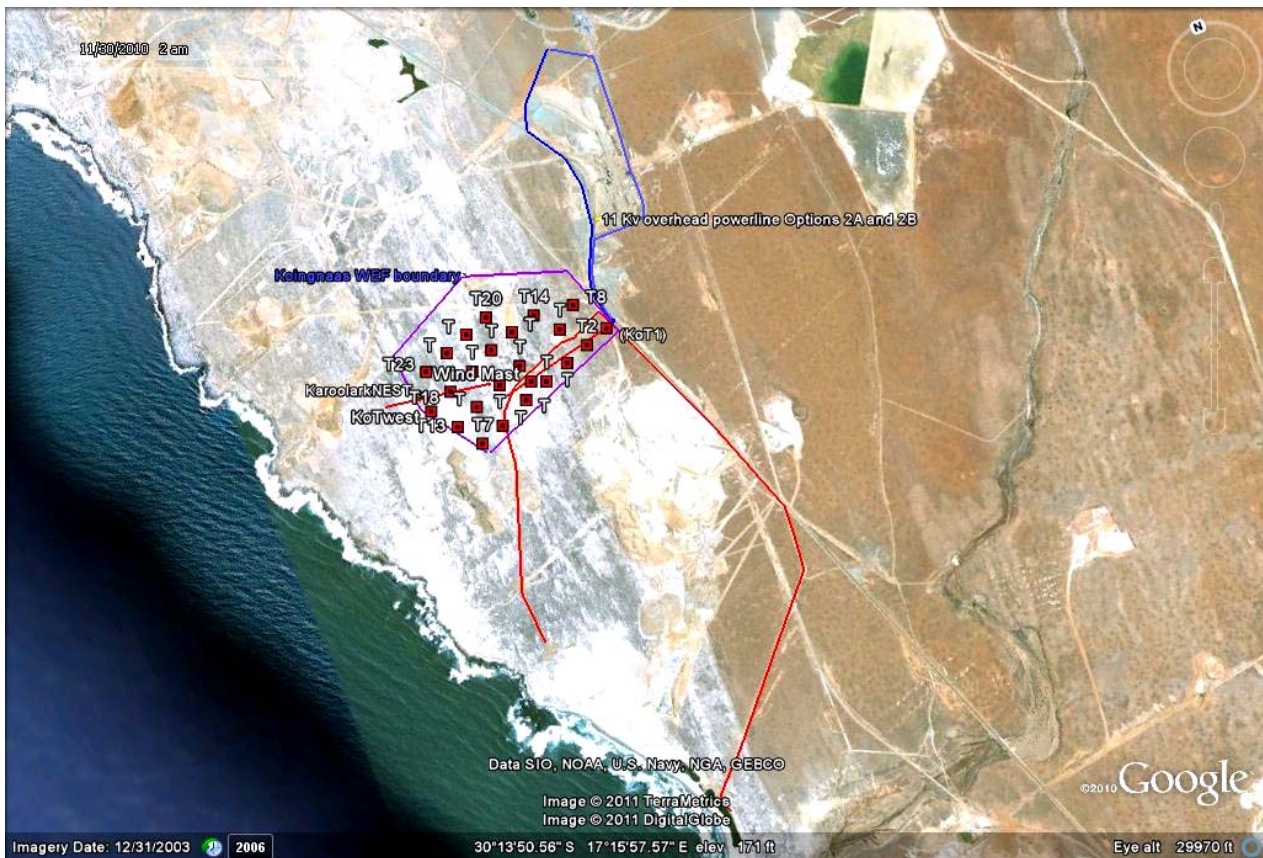 11/30/2010 2 am
N
11 Kv overhead powerline Options 2A and 2B
Koingnaas WEF boundary
T20
T14
T8
T
T
T
T
T2
(KoT1)
T
T
T
T
T23
Wind Mast
T
KaroolarkNEST
T18
T
T
T
KoTwest
T13
T7
T
Data SIO, NOAA, U.S. Navy, NGA, GEBCO
©2010 Google
Image © 2011 TerraMetrics
Image © 2011 DigitalGlobe
Imagery Date: 12/31/2003
2006
30°13'50.56" S 17°15'57.57" E elev 171 ft
Eye alt 29970 ft